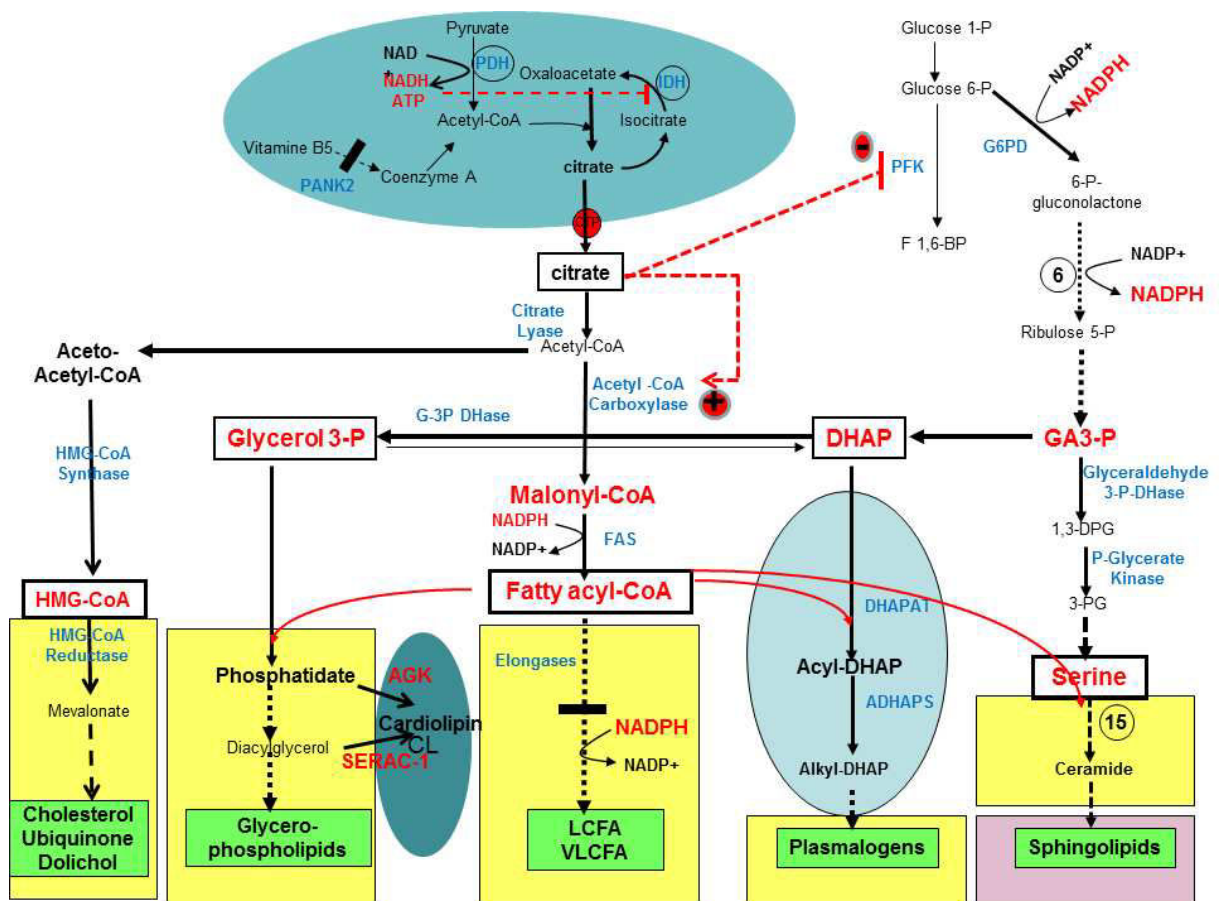 Pyruvate
NAD
+
NADH
ATP
PDH
Oxaloacetate
IDH
Acetyl-CoA
Isocitrate
Vitamine B5
PANK2
Coenzyme A
citrate
Glucose 1-P
Glucose 6-P
NADP+
NADPH
G6PD
PFK
6-P-
gluconolactone
F 1,6-BP
6
NADP+
NADPH
Ribulose 5-P
citrate
Citrate
Lyase
Acetyl-CoA
Aceto-
Acetyl-CoA
Acetyl -CoA
Carboxylase
+
G-3P DHase
Glycerol 3-P
DHAP
GA3-P
HMG-CoA
Synthase
Glyceraldehyde
3-P-DHase
Malonyl-CoA
NADPH
NADP+
FAS
1,3-DPG
P-Glycerate
Kinase
Fatty acyl-CoA
HMG-CoA
DHAPAT
3-PG
HMG-CoA
Reductase
Mevalonate
Phosphatidate
AGK
Cardiolipin
CL
Diacylglycerol
SERAC-1
Elongases
NADPH
NADP+
Acyl-DHAP
ADHAPS
Alkyl-DHAP
Serine
15
Ceramide
Cholesterol
Ubiquinone
Dolichol
Glycero-
phospholipids
LCFA
VLCFA
Plasmalogens
Sphingolipids